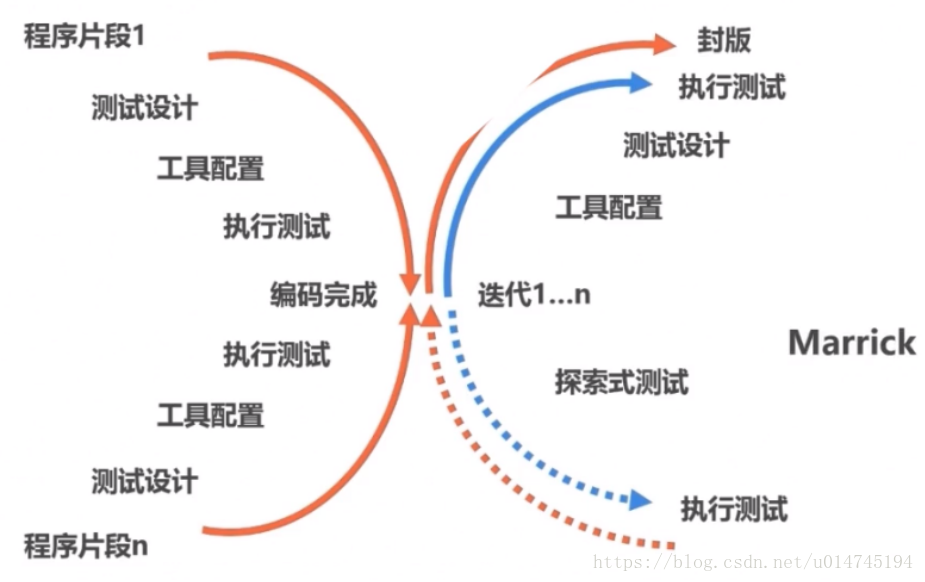 程序片段1
测试设计
工具配置
执行测试
编码完成
执行测试
工具配置
测试设计
程序片段n
封版
执行测试
测试设计
工具配置
迭代1...n
探索式测试
执行测试
Marrick
https://blog.csdn.net/u014745194